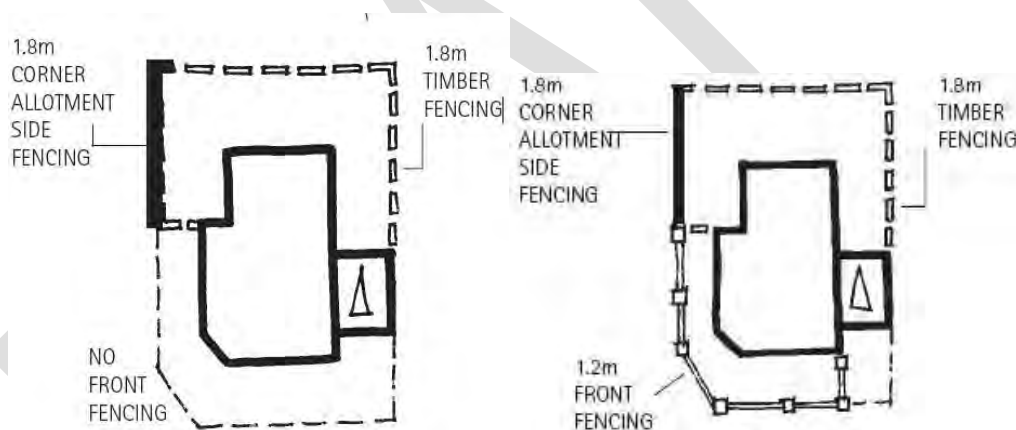 1.8m
CORNER
ALLOTMENT
SIDE
FENCING
1.8m
TIMBER
FENCING
NO
FRONT
FENCING
1.8m
CORNER
ALLOTMENT
SIDE
FENCING
1.8m
TIMBER
FENCING
1.2m
FRONT
FENCING